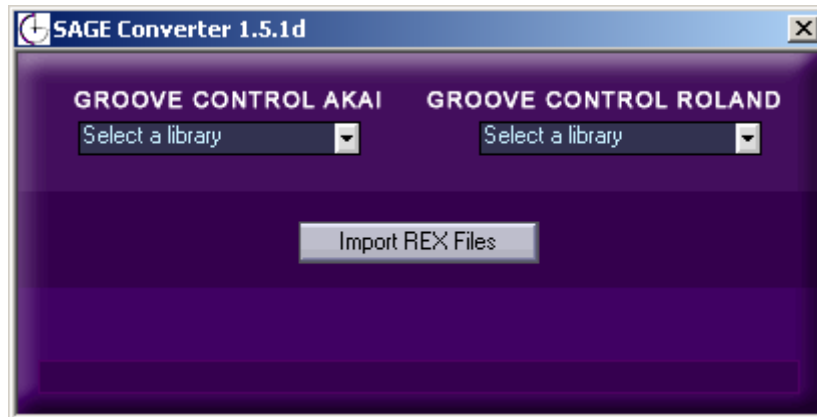 SAGE Converter 1.5.1d
GROOVE CONTROL AKAI GROOVE CONTROL ROLAND
Select a library Select a library
Import REX Files